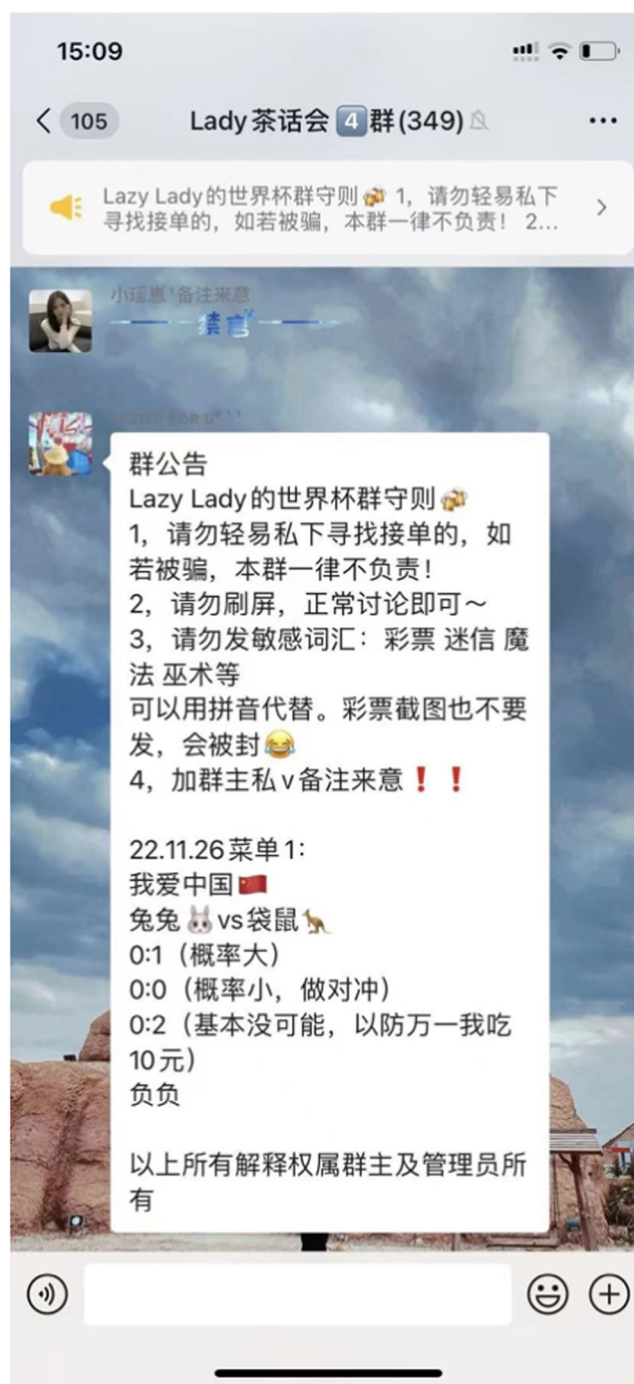 15:09
105
Lady茶话会4群(349)
Lazy Lady的世界杯群守则🍻 1，请勿轻易私下
寻找接单的，如若被骗，本群一律不负责！ 2...
小瑶崽 备注来意
禁言
FOR U
群公告
Lazy Lady的世界杯群守则🍻
1，请勿轻易私下寻找接单的，如
若被骗，本群一律不负责！
2，请勿刷屏，正常讨论即可～
3，请勿发敏感词汇：彩票 迷信 魔
法 巫术等
可以用拼音代替。彩票截图也不要
发，会被封😂
4，加群主私v备注来意❗❗
22.11.26菜单1:
我爱中国🇨🇳
兔兔🐰vs袋鼠🦘
0:1（概率大）
0:0（概率小，做对冲）
0:2（基本没可能，以防万一我吃
10元）
负负
以上所有解释权属群主及管理员所
有